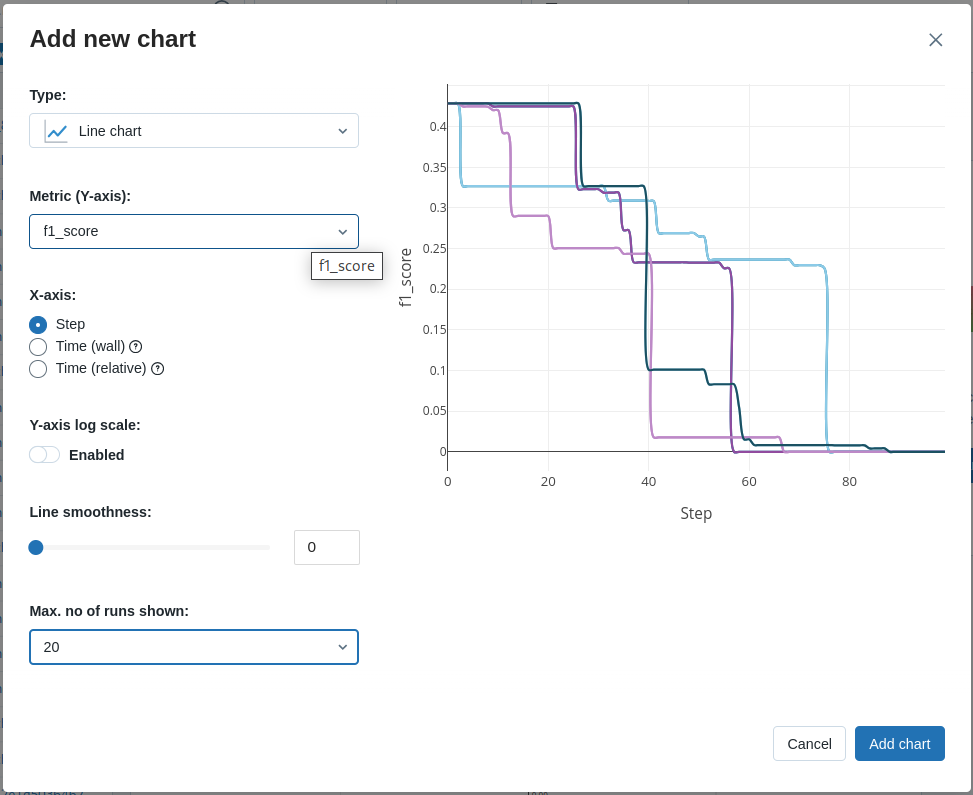 Add new chart
Type:
Line chart
Metric (Y-axis):
f1_score
f1_score
X-axis:
Step
Time (wall)
Time (relative)
Y-axis log scale:
Enabled
Line smoothness:
0
Max. no of runs shown:
20
f1_score
0.4
0.35
0.3
0.25
0.2
0.15
0.1
0.05
0
0 20 40 60 80
Step
Cancel
Add chart